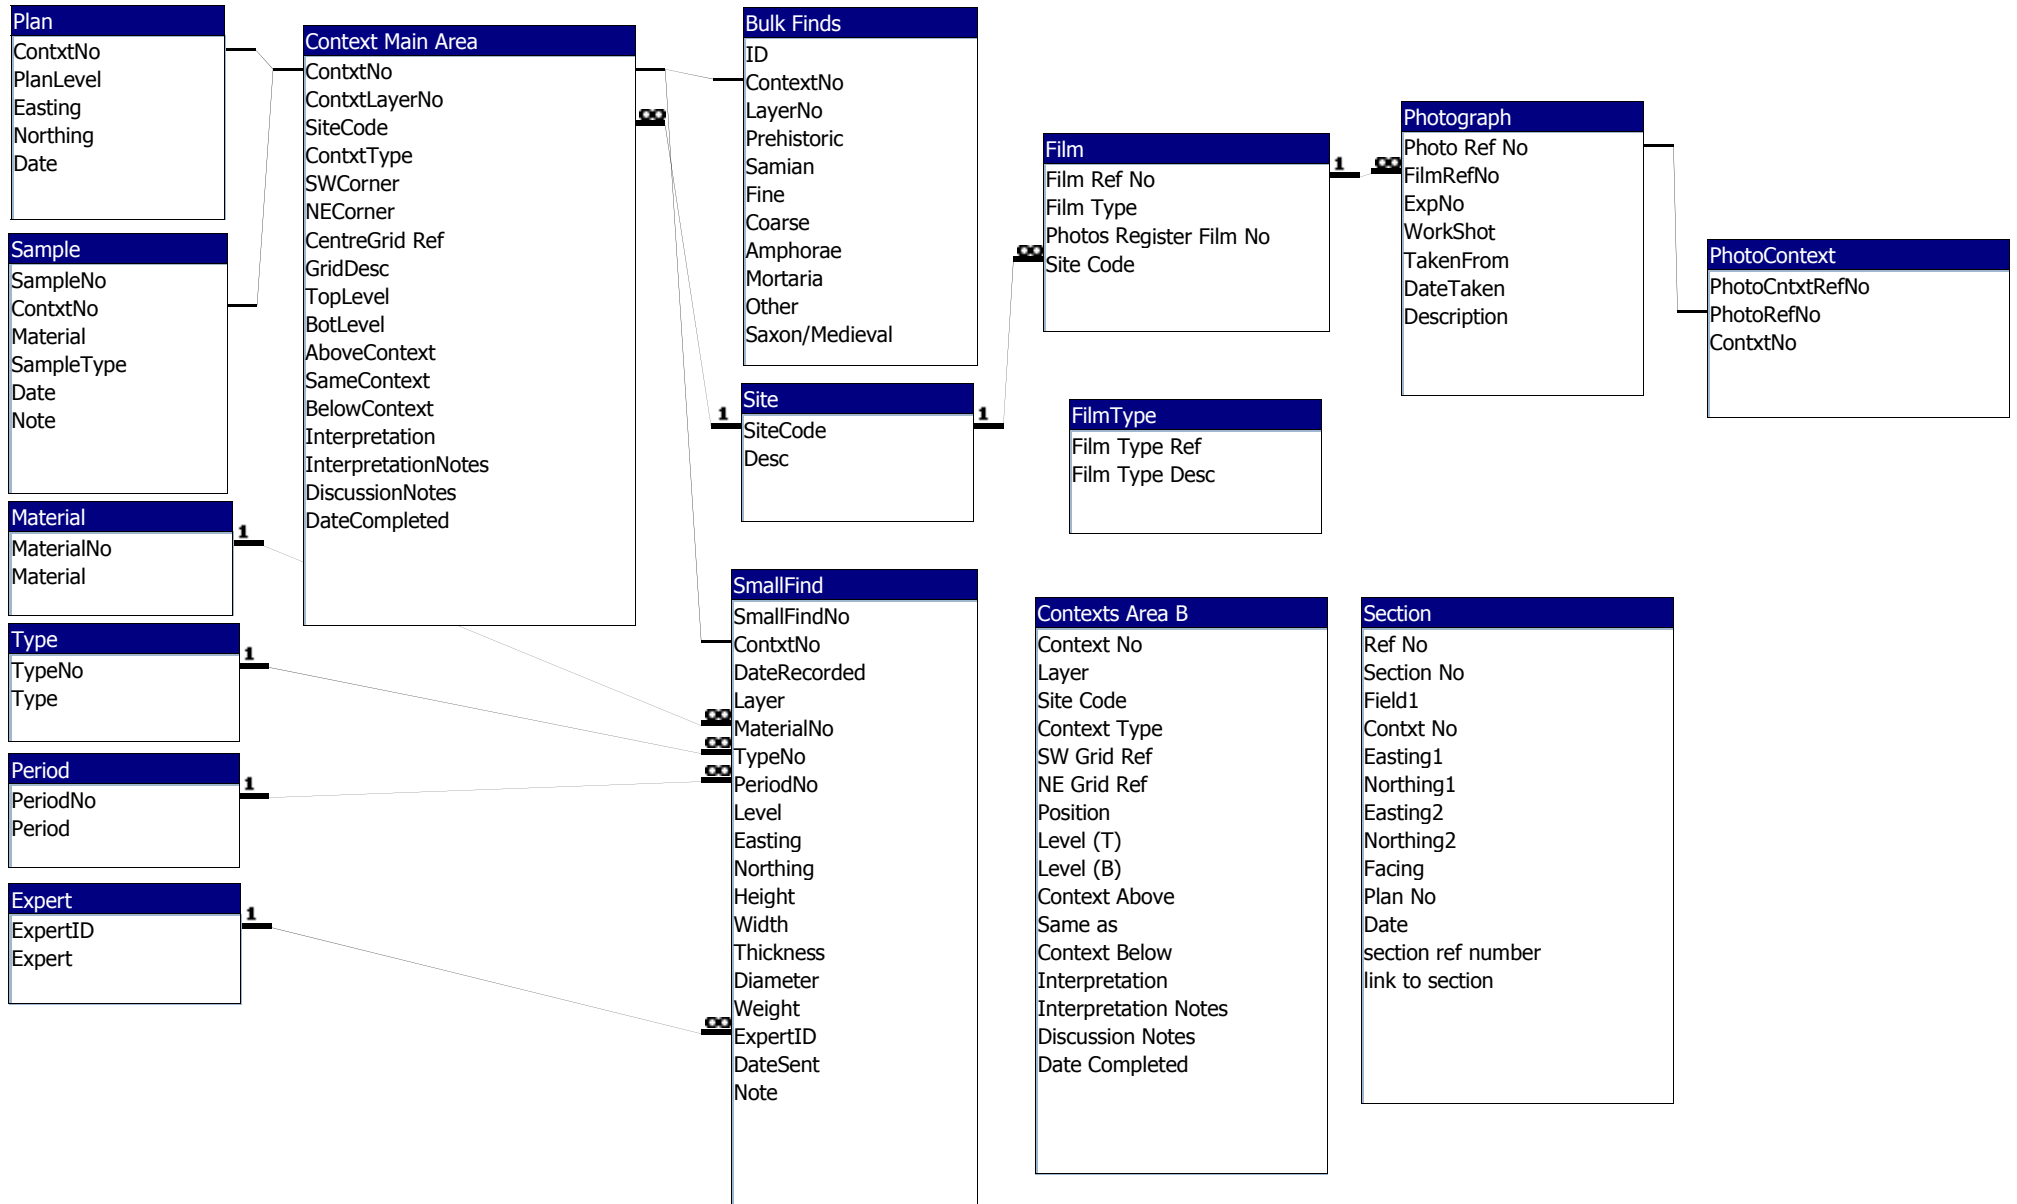 Plan
ContxtNo
PlanLevel
Easting
Northing
Date
Sample
SampleNo
ContxtNo
Material
SampleType
Date
Note
Material
MaterialNo
Material
1
Type
TypeNo
Type
1
Period
PeriodNo
Period
1
Expert
ExpertID
Expert
1
Context Main Area
ContxtNo
ContxtLayerNo
SiteCode
ContxtType
SWCorner
NECorner
CentreGrid Ref
GridDesc
TopLevel
BotLevel
AboveContext
SameContext
BelowContext
Interpretation
InterpretationNotes
DiscussionNotes
DateCompleted
∞
Bulk Finds
ID
ContextNo
LayerNo
Prehistoric
Samian
Fine
Coarse
Amphorae
Mortaria
Other
Saxon/Medieval
1
Site
SiteCode
Desc
1
SmallFind
SmallFindNo
ContxtNo
DateRecorded
Layer
∞
MaterialNo
∞
TypeNo
∞
PeriodNo
Level
Easting
Northing
Height
Width
Thickness
Diameter
Weight
∞
ExpertID
DateSent
Note
Film
Film Ref No
Film Type
Photos Register Film No
∞
Site Code
1
FilmType
Film Type Ref
Film Type Desc
∞
Photograph
Photo Ref No
FilmRefNo
ExpNo
WorkShot
TakenFrom
DateTaken
Description
PhotoContext
PhotoCntxtRefNo
PhotoRefNo
ContxtNo
Contexts Area B
Context No
Layer
Site Code
Context Type
SW Grid Ref
NE Grid Ref
Position
Level (T)
Level (B)
Context Above
Same as
Context Below
Interpretation
Interpretation Notes
Discussion Notes
Date Completed
Section
Ref No
Section No
Field1
Contxt No
Easting1
Northing1
Easting2
Northing2
Facing
Plan No
Date
section ref number
link to section